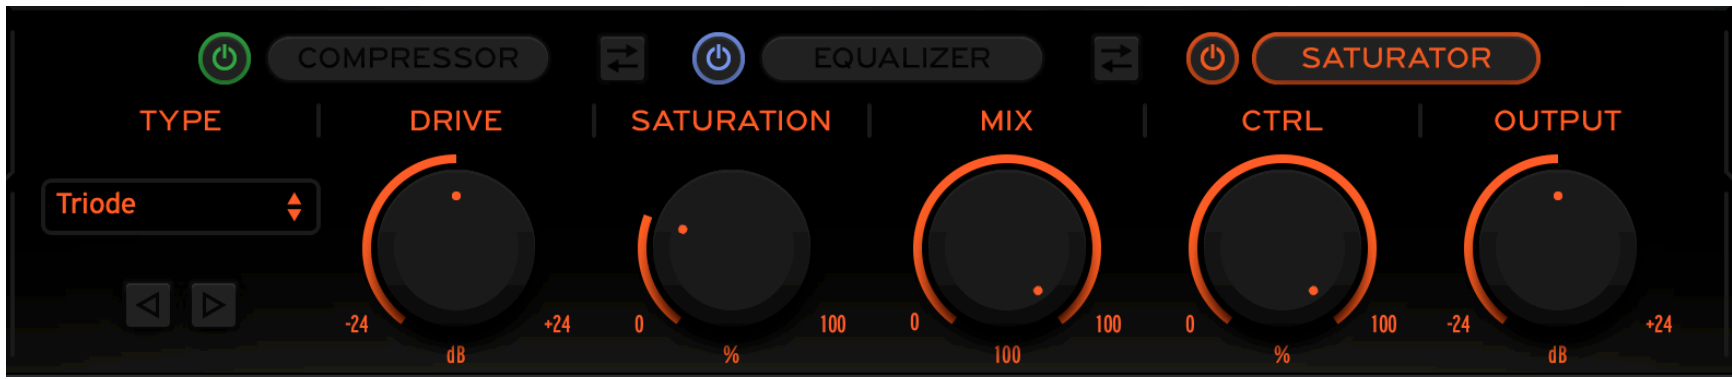 COMPRESSOR EQUALIZER SATURATOR
TYPE DRIVE SATURATION MIX CTRL OUTPUT
Triode
-24 +24 0 100 0 100 0 100 -24 +24
dB % 100 % dB